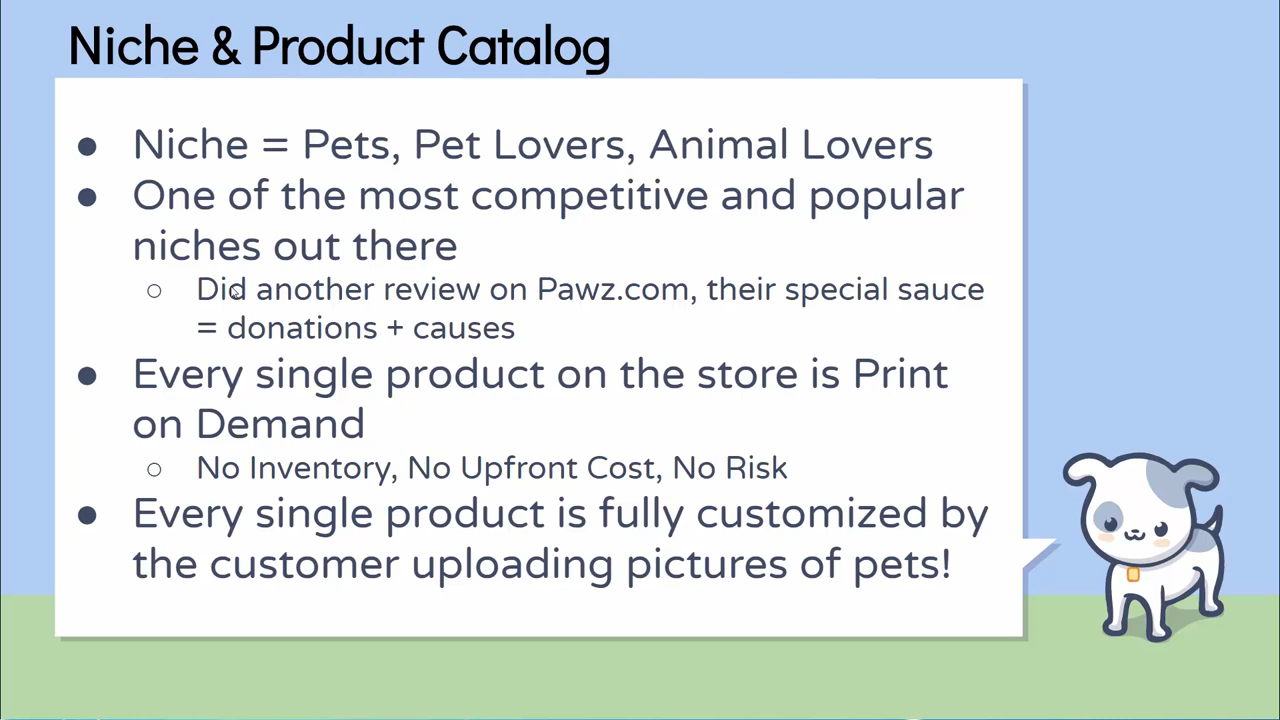 Niche & Product Catalog
● Niche = Pets, Pet Lovers, Animal Lovers
● One of the most competitive and popular
niches out there
○ Did another review on Pawz.com, their special sauce
= donations + causes
● Every single product on the store is Print
on Demand
○ No Inventory, No Upfront Cost, No Risk
● Every single product is fully customized by
the customer uploading pictures of pets!